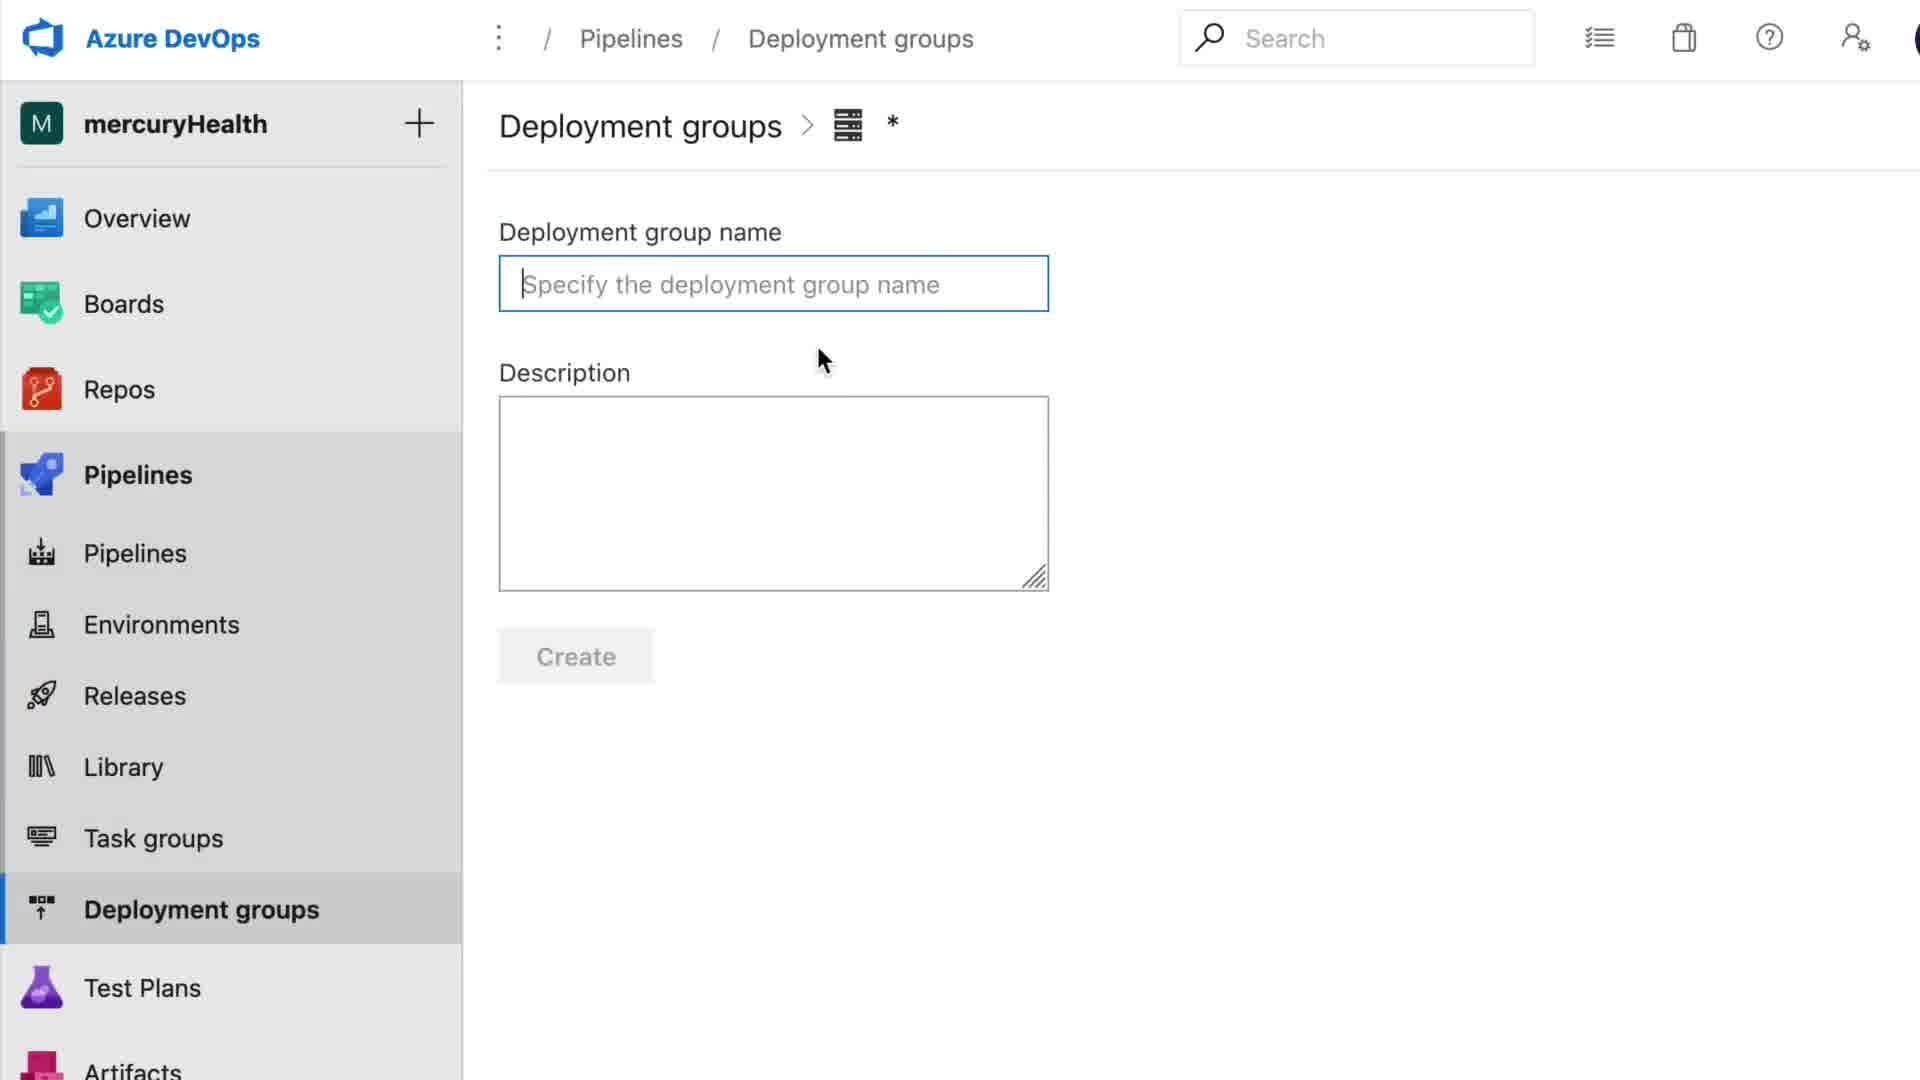 Azure DevOps
/ Pipelines / Deployment groups
Search
M mercuryHealth
Deployment groups > *
Overview
Boards
Repos
Pipelines
Pipelines
Environments
Releases
Library
Task groups
Deployment groups
Test Plans
Artifacts
Deployment group name
Specify the deployment group name
Description
Create